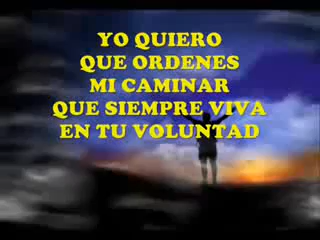 YO QUIERO
QUE ORDENES
MI CAMINAR
QUE SIEMPRE VIVA
EN TU VOLUNTAD